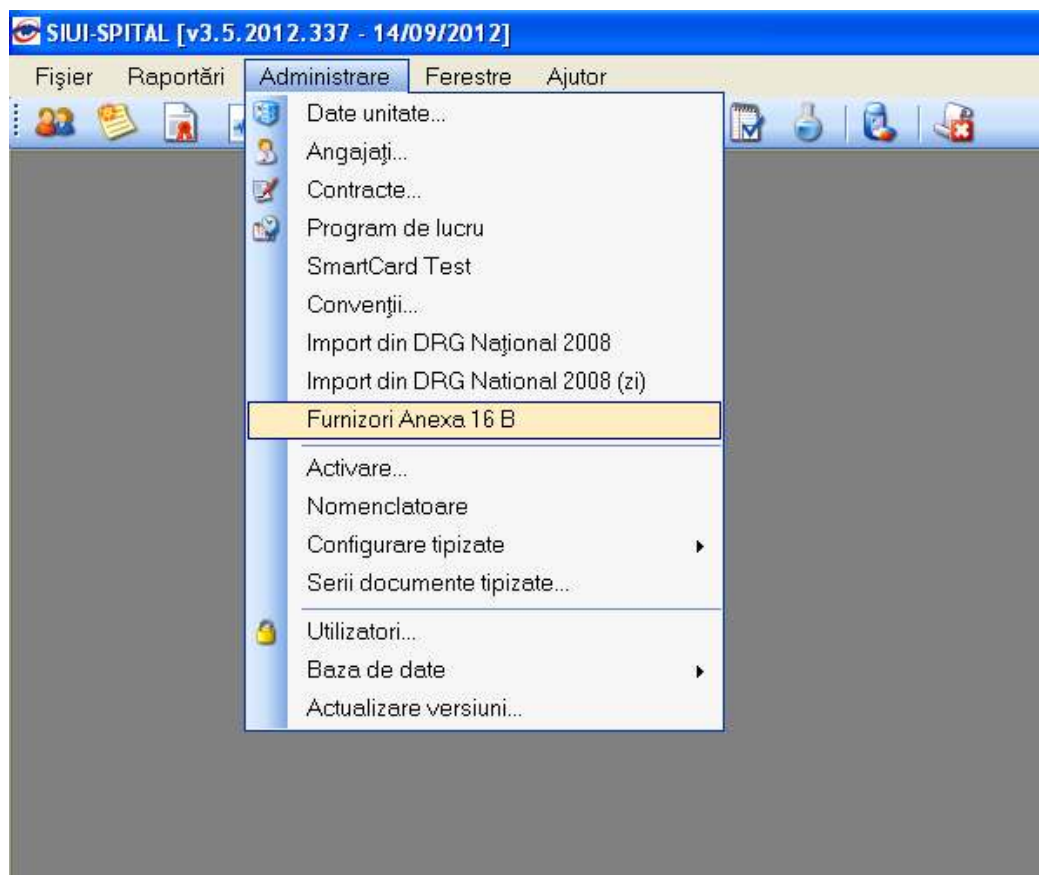 SIUI-SPITAL [v3.5.2012.337 - 14/09/2012]
Fişier Raportări Administrare Ferestre Ajutor
Date unitate...
Angajaţi...
Contracte...
Program de lucru
SmartCard Test
Convenţii...
Import din DRG Naţional 2008
Import din DRG National 2008 (zi)
Furnizori Anexa 16 B
Activare...
Nomenclatoare
Configurare tipizate
Serii documente tipizate...
Utilizatori...
Baza de date
Actualizare versiuni...